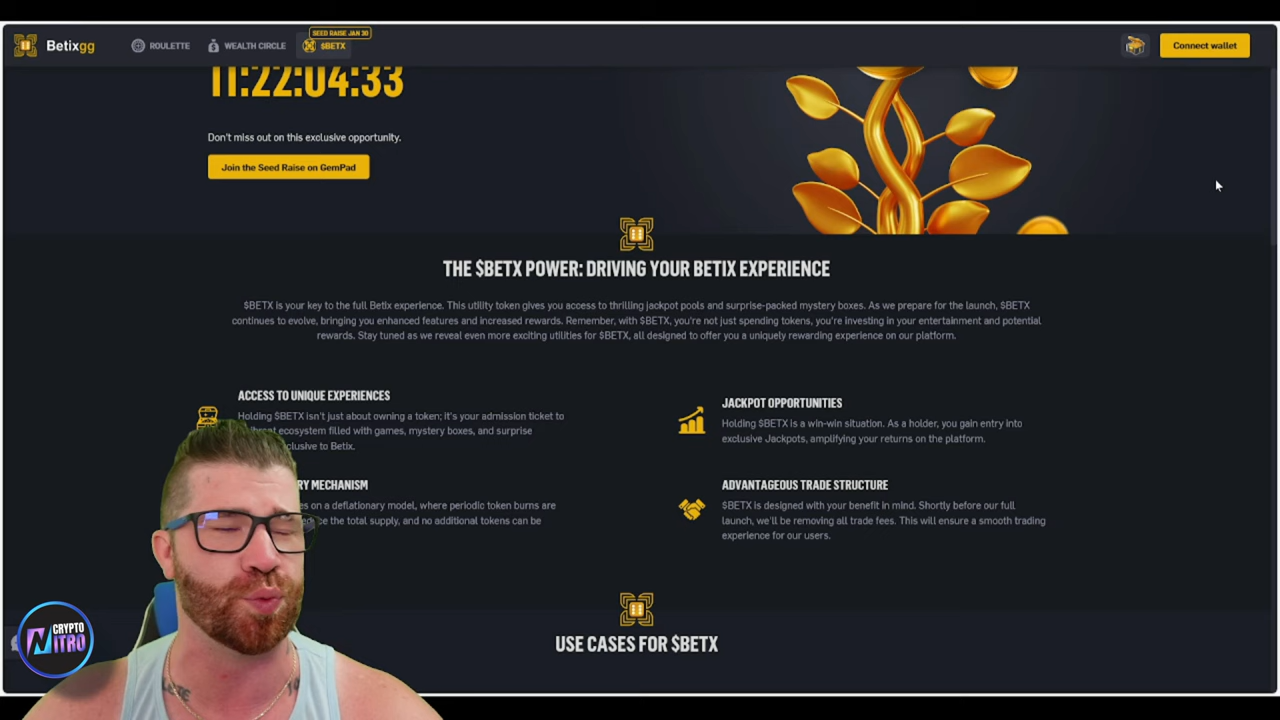 SEED RAISE JAN 30
Betixgg
ROULETTE
WEALTH CIRCLE
$BETX
Connect wallet
11:22:04:33
Don't miss out on this exclusive opportunity.
Join the Seed Raise on GemPad
THE $BETX POWER: DRIVING YOUR BETIX EXPERIENCE
$BETX is your key to the full Betix experience. This utility token gives you access to thrilling jackpot pools and surprise-packed mystery boxes. As we prepare for the launch, $BETX
continues to evolve, bringing you enhanced features and increased rewards. Remember, with $BETX, you're not just spending tokens, you're investing in your entertainment and potential
rewards. Stay tuned as we reveal even more exciting utilities for $BETX, all designed to offer you a uniquely rewarding experience on our platform.
ACCESS TO UNIQUE EXPERIENCES
Holding $BETX isn't just about owning a token; it's your admission ticket to
ecosystem filled with games, mystery boxes, and surprise
to Betix.
JACKPOT OPPORTUNITIES
Holding $BETX is a win-win situation. As a holder, you gain entry into
exclusive Jackpots, amplifying your returns on the platform.
MECHANISM
on a deflationary model, where periodic token burns are
the total supply, and no additional tokens can be
ADVANTAGEOUS TRADE STRUCTURE
$BETX is designed with your benefit in mind. Shortly before our full
launch, we'll be removing all trade fees. This will ensure a smooth trading
experience for our users.
USE CASES FOR $BETX
CRYPTO
NITRO